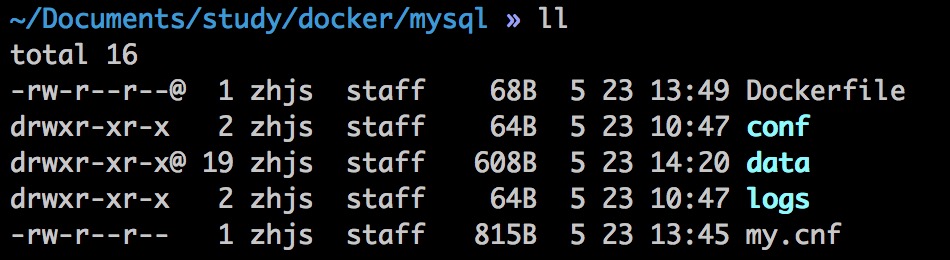 ~/Documents/study/docker/mysql » ll
total 16
-rw-r--r--@  1 zhjs  staff    68B  5 23 13:49 Dockerfile
drwxr-xr-x   2 zhjs  staff    64B  5 23 10:47 conf
drwxr-xr-x@ 19 zhjs  staff   608B  5 23 14:20 data
drwxr-xr-x   2 zhjs  staff    64B  5 23 10:47 logs
-rw-r--r--   1 zhjs  staff   815B  5 23 13:45 my.cnf